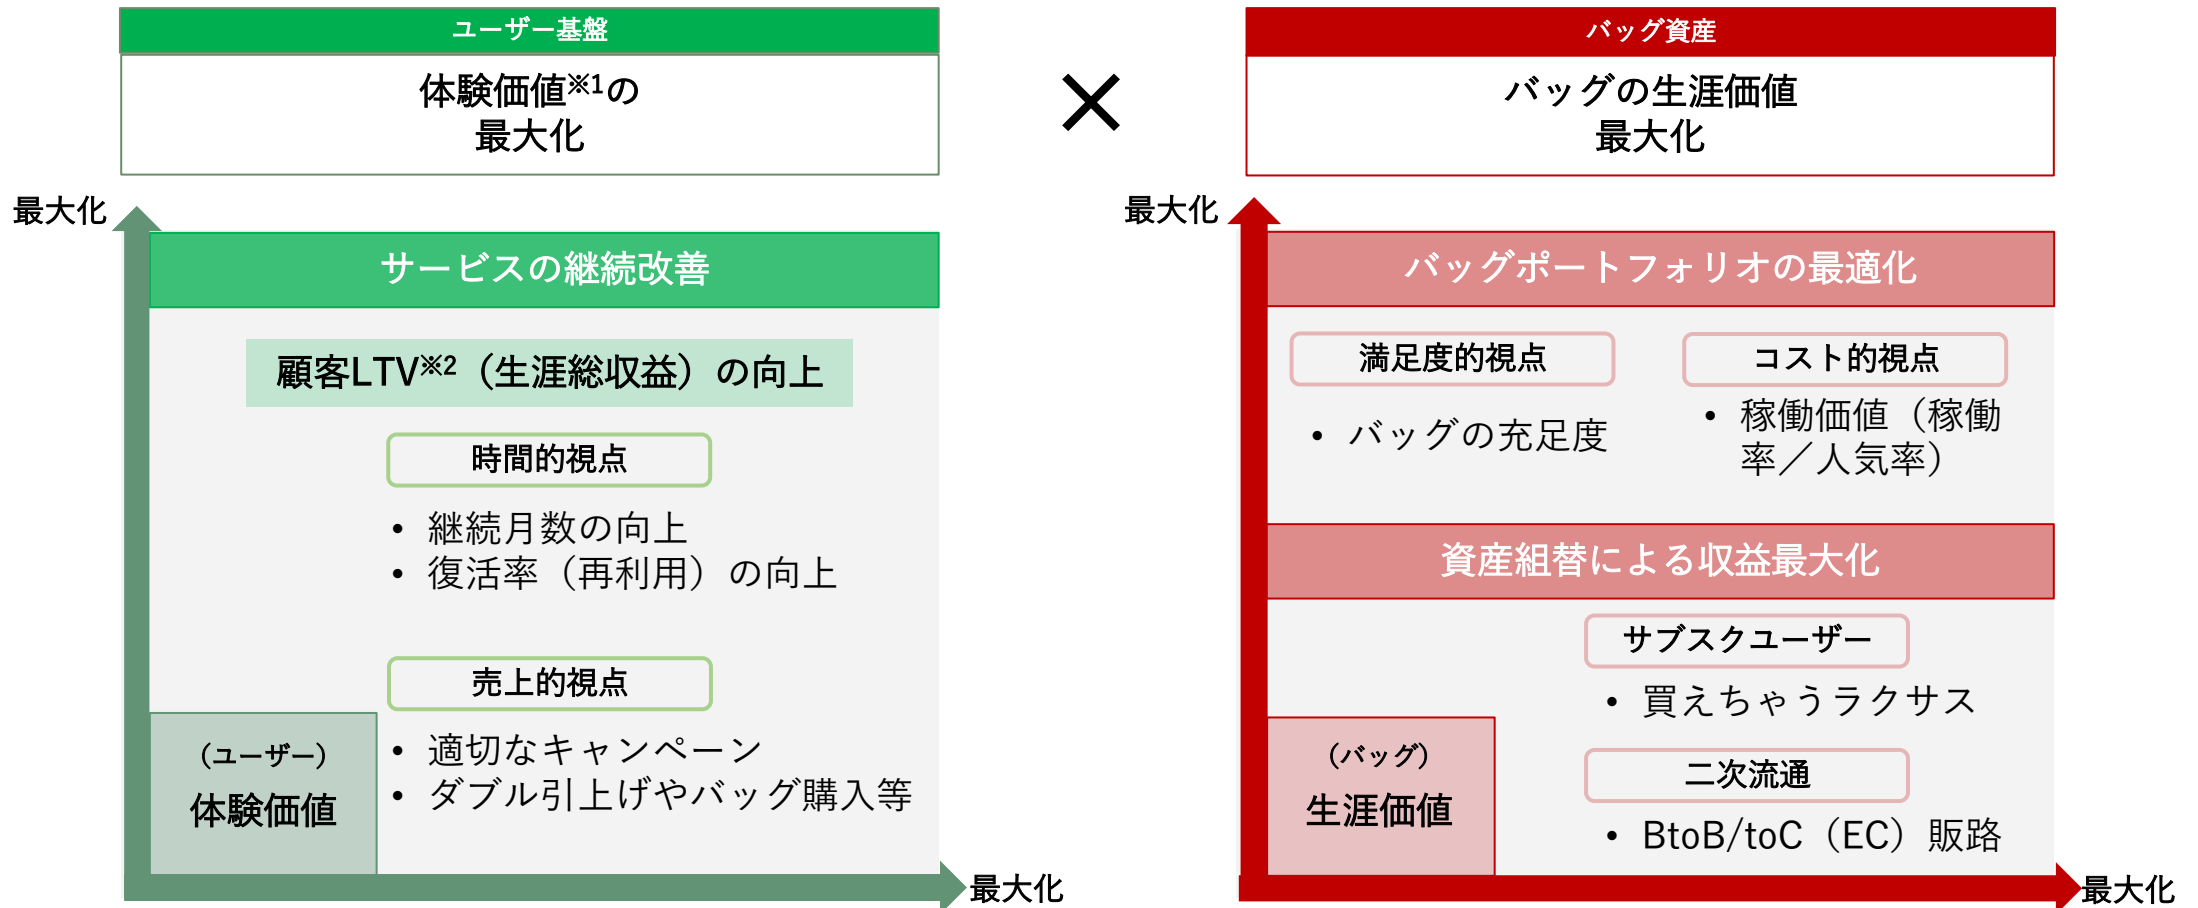 ユーザー基盤
体験価値※1の
最大化
×
バッグ資産
バッグの生涯価値
最大化
最大化
サービスの継続改善
顧客LTV※2（生涯総収益）の向上
時間的視点
• 継続月数の向上
• 復活率（再利用）の向上
売上的視点
• 適切なキャンペーン
• ダブル引上げやバッグ購入等
（ユーザー）
体験価値
最大化
最大化
バッグポートフォリオの最適化
満足度的視点
• バッグの充足度
コスト的視点
• 稼働価値（稼働
率／人気率）
資産組替による収益最大化
サブスクユーザー
• 買えちゃうラクサス
二次流通
• BtoB/toC（EC）販路
（バッグ）
生涯価値
最大化